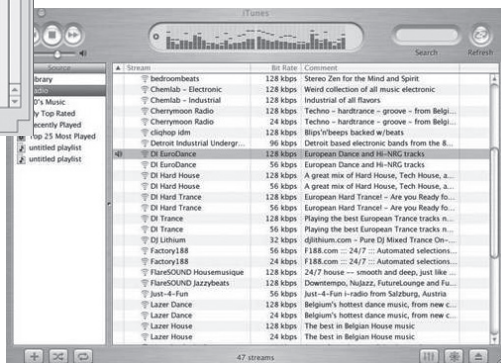 iTunes
Search
Refresh
Source
ibrary
adio
0's Music
y Top Rated
ecently Played
op 25 Most Played
untitled playlist
untitled playlist
Stream Bit Rate Comment
bedroombeats 128 kbps Stereo Zen for the Mind and Spirit
Chemlab - Electronic 128 kbps Weird collection of all music electronic
Chemlab - Industrial 128 kbps Industrial of all flavors
Cherrymoon Radio 128 kbps Techno - hardtrance - groove - from Belgi...
Cherrymoon Radio 24 kbps Techno - hardtrance - groove - from Belgi...
cliqhop idm 128 kbps Blips'n'beeps backed w/beats
Detroit Industrial Undergr... 96 kbps Detroit based electronic bands from the 8...
DI EuroDance 128 kbps European Dance and Hi-NRG tracks
DI EuroDance 56 kbps European Dance and Hi-NRG tracks
DI Hard House 128 kbps A great mix of Hard House, Tech House, a...
DI Hard House 56 kbps A great mix of Hard House, Tech House, a...
DI Hard Trance 128 kbps European Hard Trance! - Are you Ready fo...
DI Hard Trance 56 kbps European Hard Trance! - Are you Ready fo...
DI Trance 128 kbps Playing the best European Trance tracks n...
DI Trance 56 kbps Playing the best European Trance tracks n...
DJ Lithium 32 kbps djlithium.com - Pure DJ Mixed Trance On-...
Factory188 56 kbps F188.com ::: 24/7 ::: Automated selections...
Factory188 24 kbps F188.com ::: 24/7 ::: Automated selections...
FlareSOUND Housemusique 128 kbps 24/7 house -- smooth and deep, just like ...
FlareSOUND Jazzybeats 128 kbps Downtempo, NuJazz, FutureLounge and Fu...
Just-4-Fun 56 kbps Just-4-Fun i-radio from Salzburg, Austria
Lazer Dance 128 kbps Belgium's hottest dance music, from new c...
Lazer Dance 24 kbps Belgium's hottest dance music, from new c...
Lazer House 128 kbps The best in Belgian House music
Lazer House 24 kbps The best in Belgian House music
47 streams